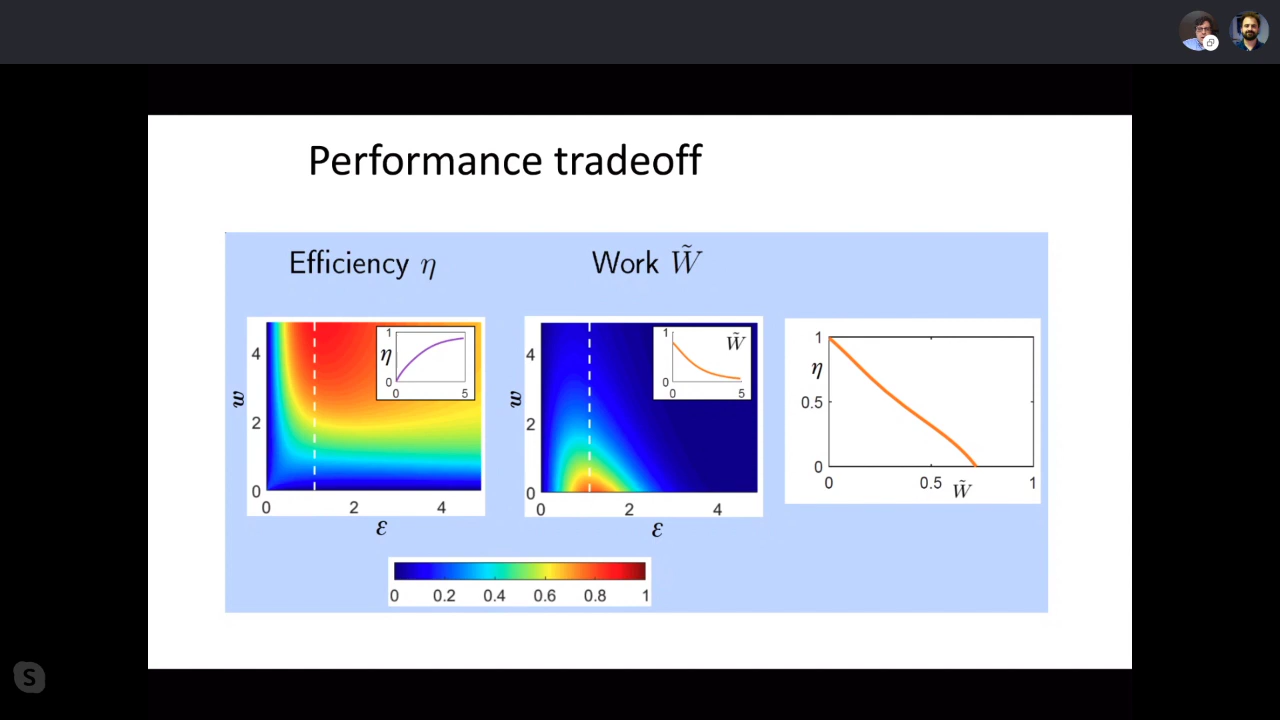 Performance tradeoff
Efficiency η
Work W̃
4
2
0
w
0 2 4
ε
1
η
0
0 5
4
2
0
w
0 2 4
ε
1
W̃
0
0 5
1
η
0.5
0
0 0.5 W̃ 1
0 0.2 0.4 0.6 0.8 1
S